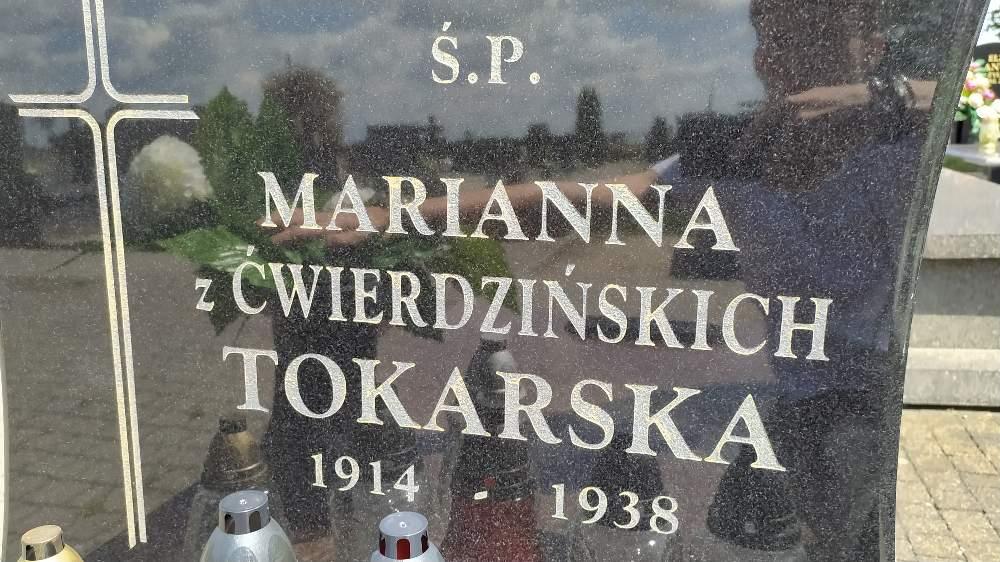 Ś.P.
MARIANNA
z ĆWIERDZIŃSKICH
TOKARSKA
1914 - 1938